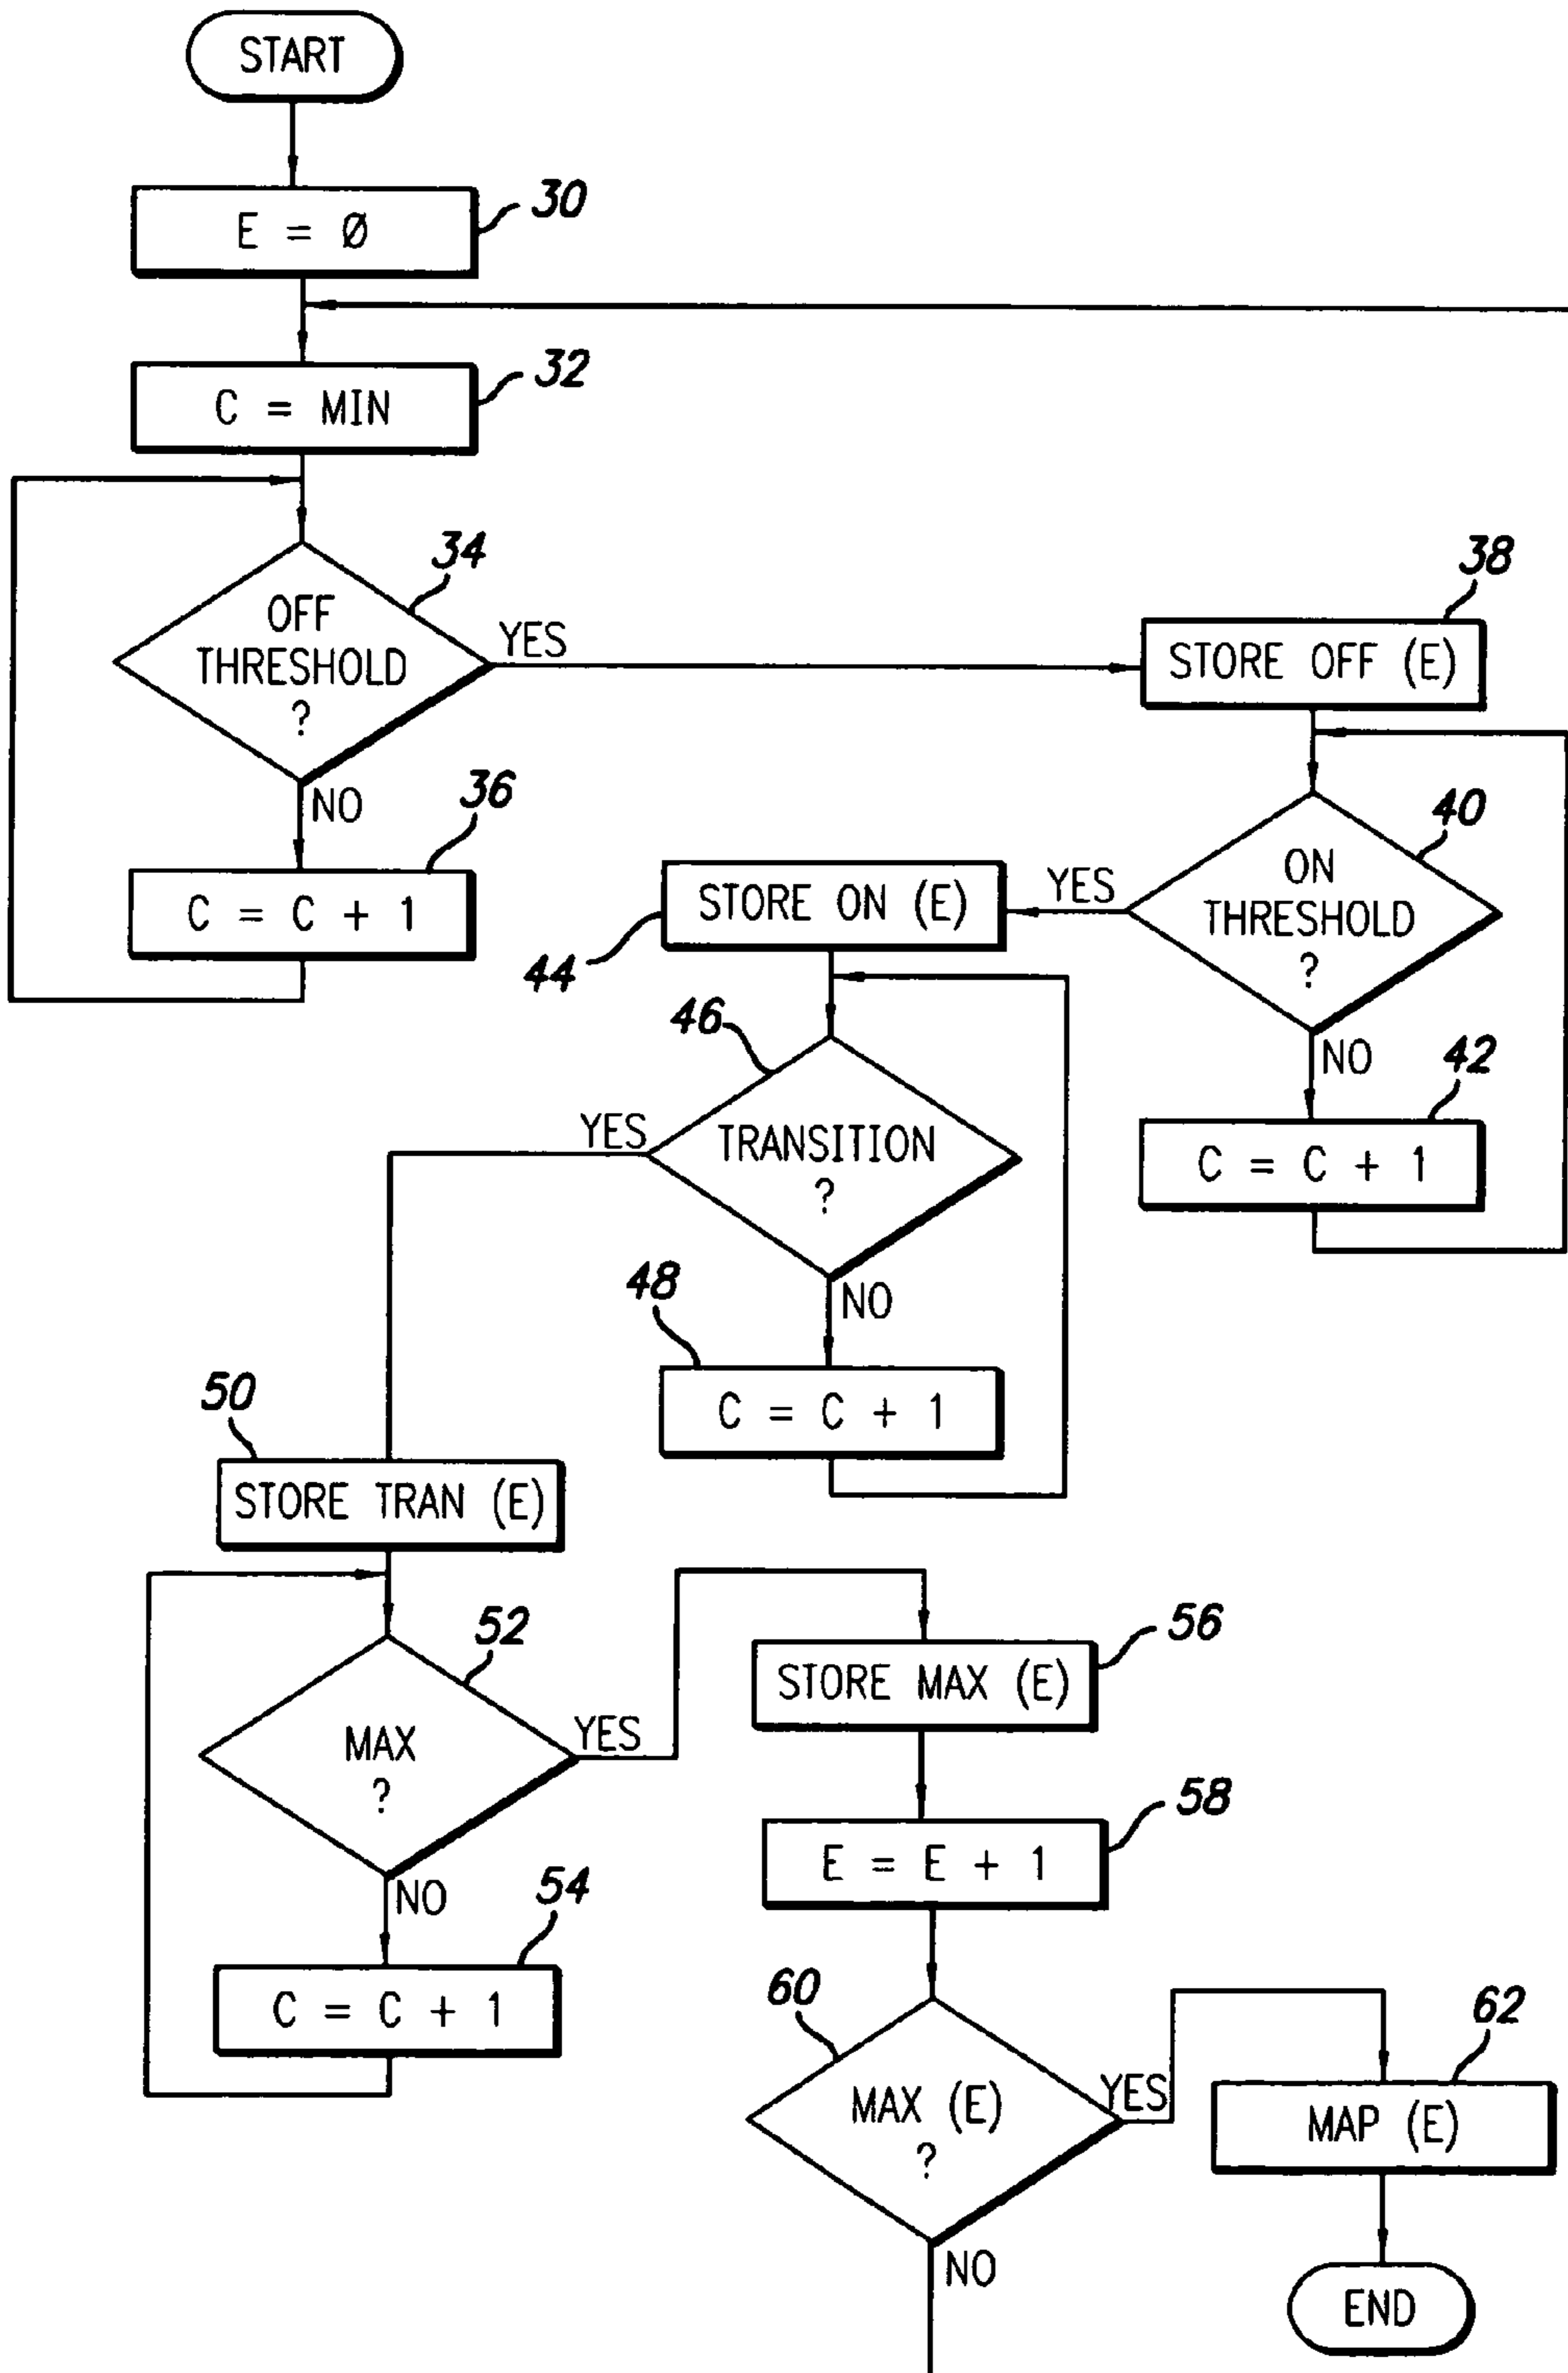 START
E = Ø
30
C = MIN
32
34
OFF
THRESHOLD
?
YES
NO
36
C = C + 1
38
STORE OFF (E)
40
ON
THRESHOLD
?
YES
NO
42
C = C + 1
STORE ON (E)
44
46
TRANSITION
?
YES
NO
48
C = C + 1
50
STORE TRAN (E)
52
MAX
?
YES
NO
54
C = C + 1
56
STORE MAX (E)
58
E = E + 1
60
MAX (E)
?
YES
NO
62
MAP (E)
END